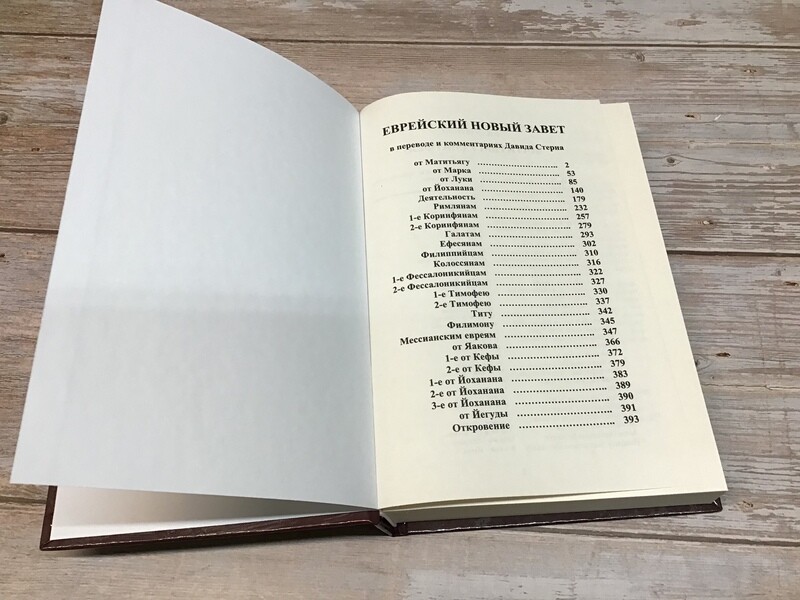 ЕВРЕЙСКИЙ НОВЫЙ ЗАВЕТ
в переводе и комментариях Давида Стерна
от Матитьягу ........................ 2
от Марка ........................ 53
от Луки ........................ 85
от Йоханана ........................ 140
Деятельность ........................ 179
Римлянам ........................ 232
1-е Коринфянам ........................ 257
2-е Коринфянам ........................ 279
Галатам ........................ 293
Ефесянам ........................ 302
Филиппийцам ........................ 310
Колоссянам ........................ 316
1-е Фессалоникийцам ........................ 322
2-е Фессалоникийцам ........................ 327
1-е Тимофею ........................ 330
2-е Тимофею ........................ 337
Титу ........................ 342
Филимону ........................ 345
Мессианским евреям ........................ 347
от Яакова ........................ 366
1-е от Кефы ........................ 372
2-е от Кефы ........................ 379
1-е от Йоханана ........................ 383
2-е от Йоханана ........................ 389
3-е от Йоханана ........................ 390
от Йегуды ........................ 391
Откровение ........................ 393